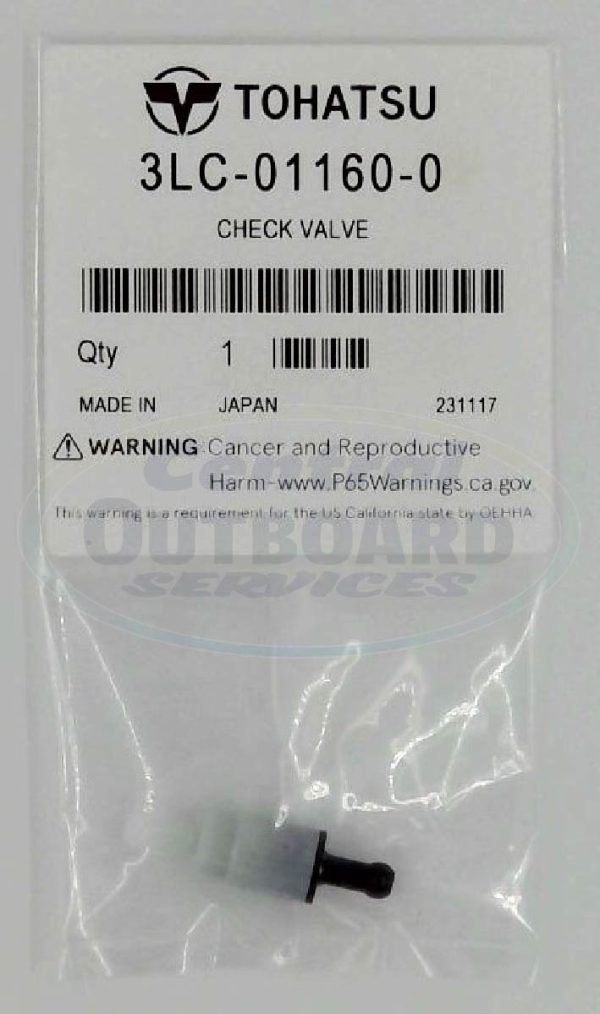 TOHATSU
3LC-01160-0
CHECK VALVE
Qty 1
MADE IN JAPAN 231117
WARNING: Cancer and Reproductive
Harm-www.P65Warnings.ca.gov.
This warning is a requirement for the US California state by OEHHA
Central
OUTBOARD
SERVICES